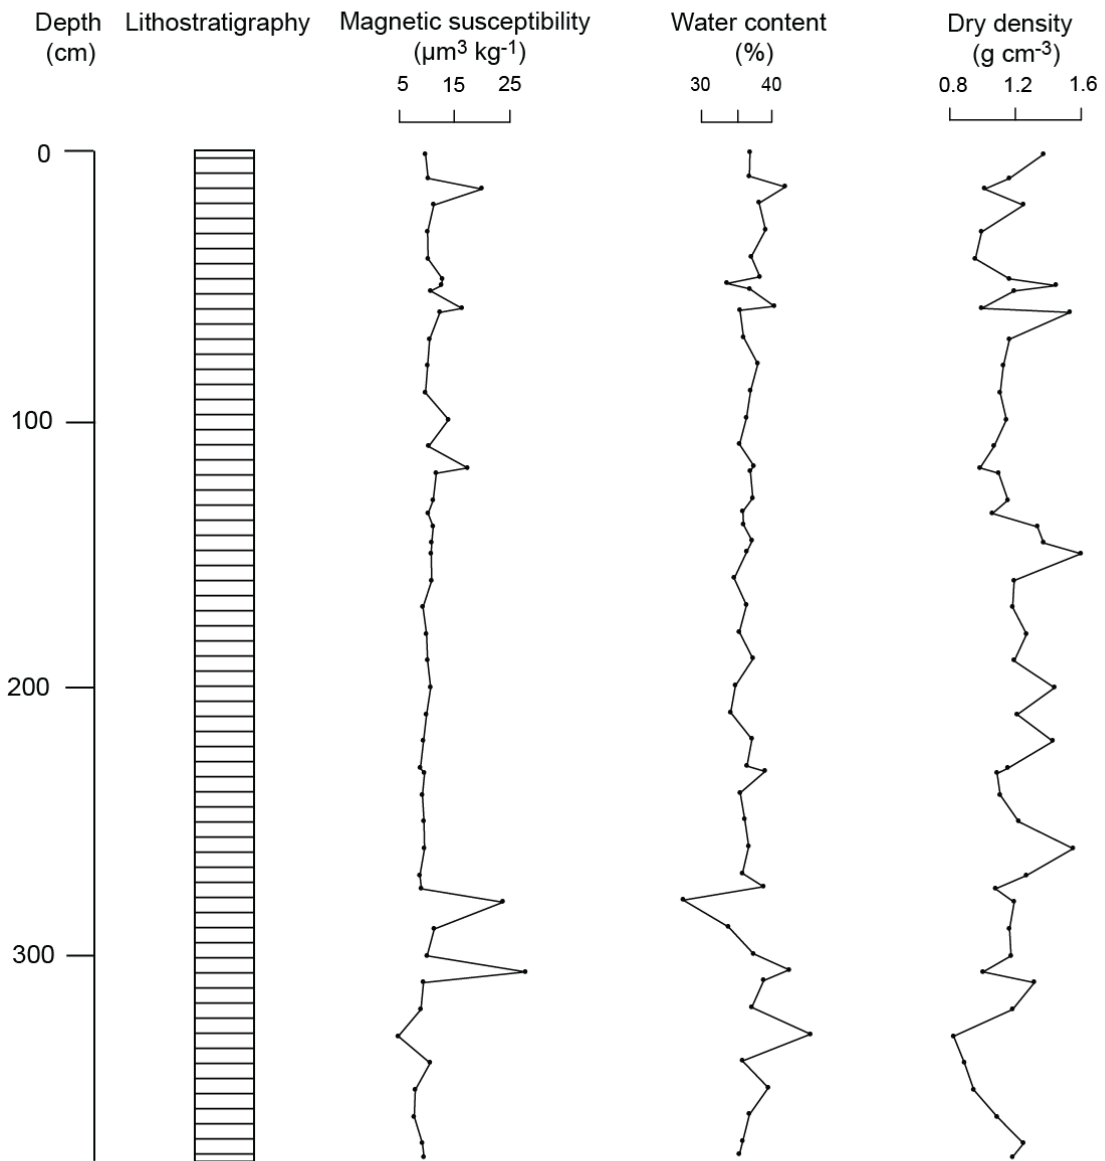 Depth
(cm)
Lithostratigraphy
Magnetic susceptibility
(µm³ kg⁻¹)
5 15 25
Water content
(%)
30 40
Dry density
(g cm⁻³)
0.8 1.2 1.6
0
100
200
300